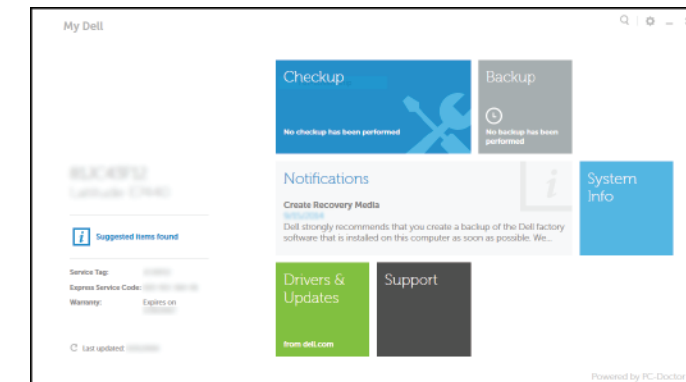 My Dell
Checkup
No checkup has been performed
Backup
No backup has been
performed
Notifications
Create Recovery Media
Dell strongly recommends that you create a backup of the Dell factory
software that is installed on this computer as soon as possible. We...
System
Info
Suggested items found
Service Tag:
Express Service Code:
Warranty: Expires on
Last updated:
Drivers &
Updates
from dell.com
Support
Powered by PC-Doctor